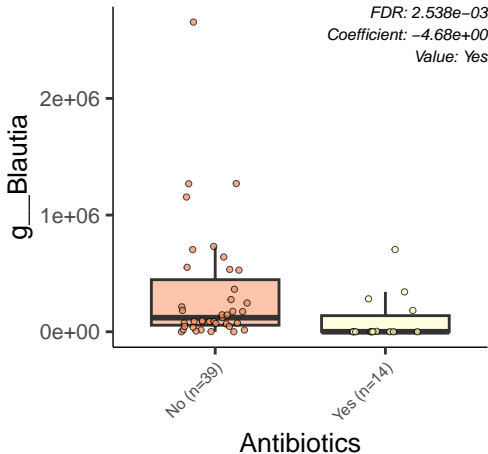 FDR: 2.538e−03
Coefficient: −4.68e+00
Value: Yes
g__Blautia
2e+06
1e+06
0e+00
No (n=39)
Yes (n=14)
Antibiotics